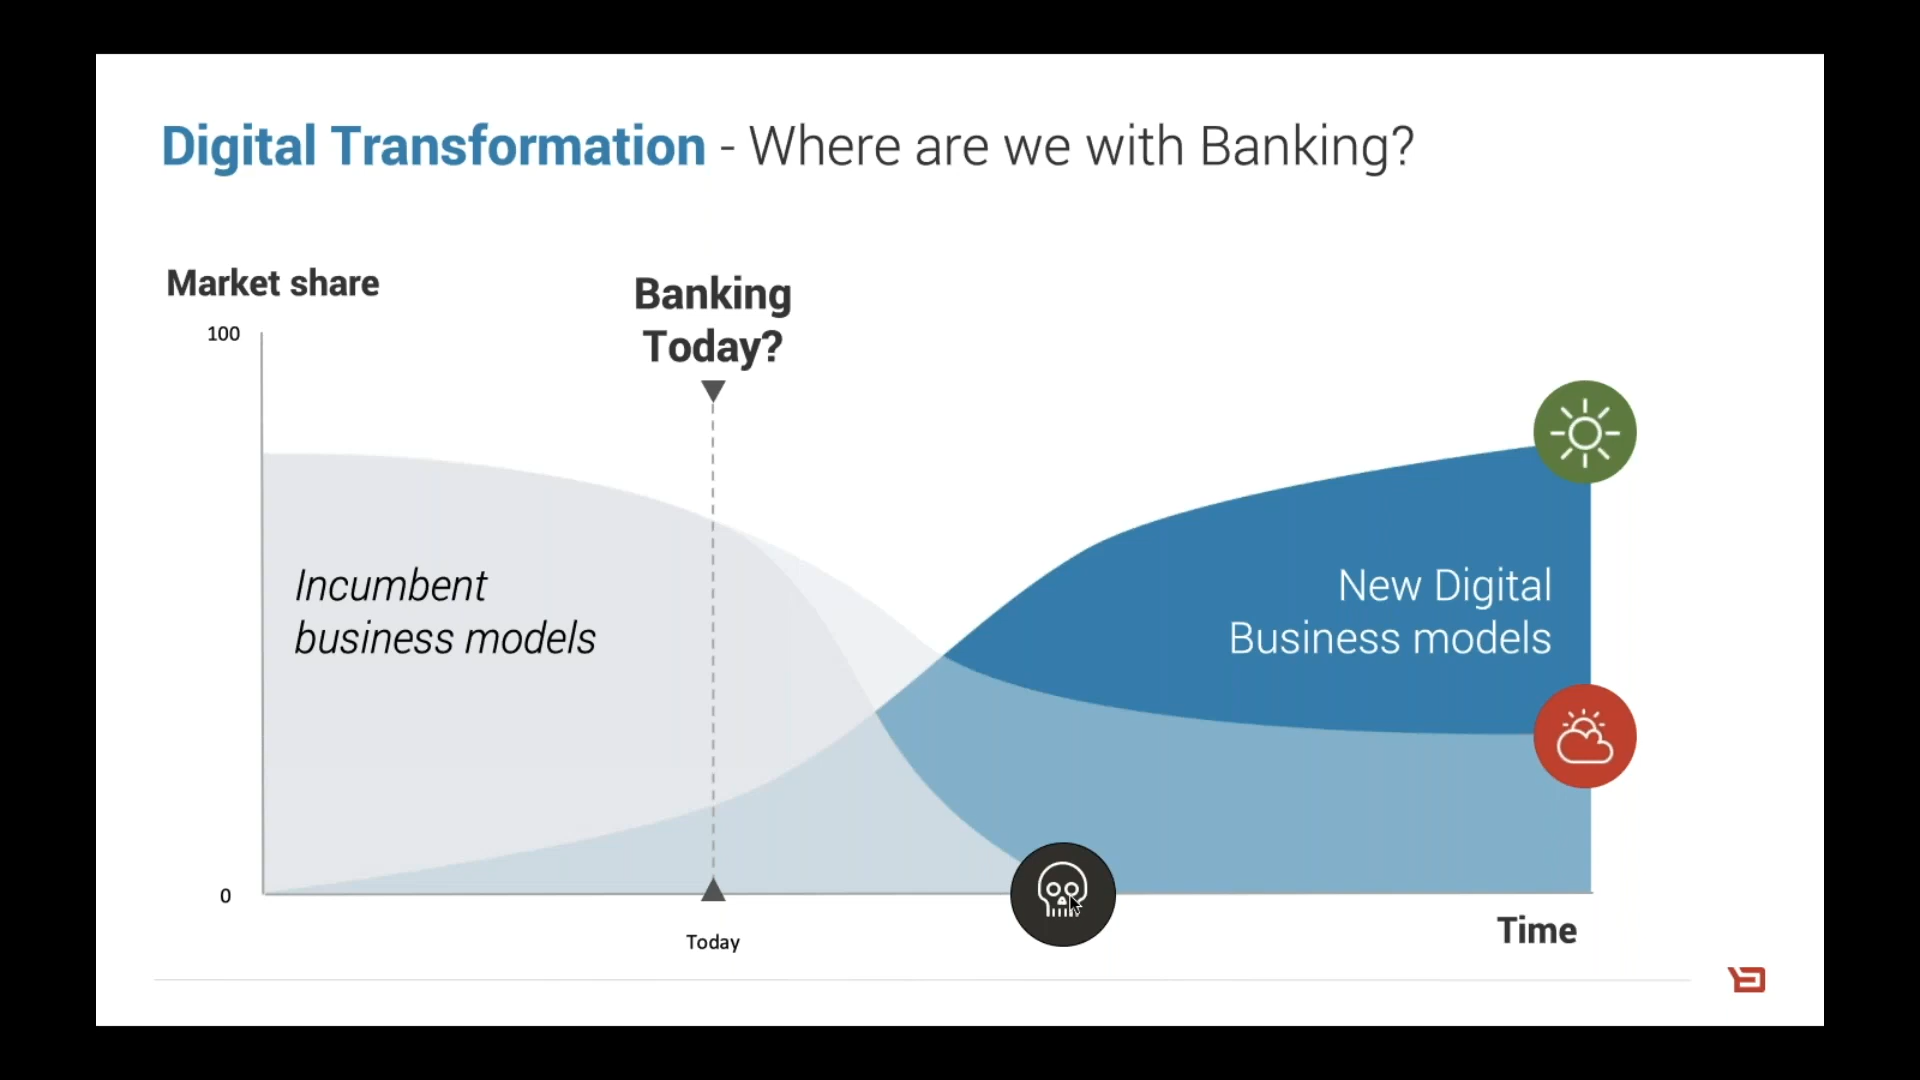 Digital Transformation - Where are we with Banking?
Market share
100
Banking
Today?
Incumbent
business models
New Digital
Business models
0
Today
Time